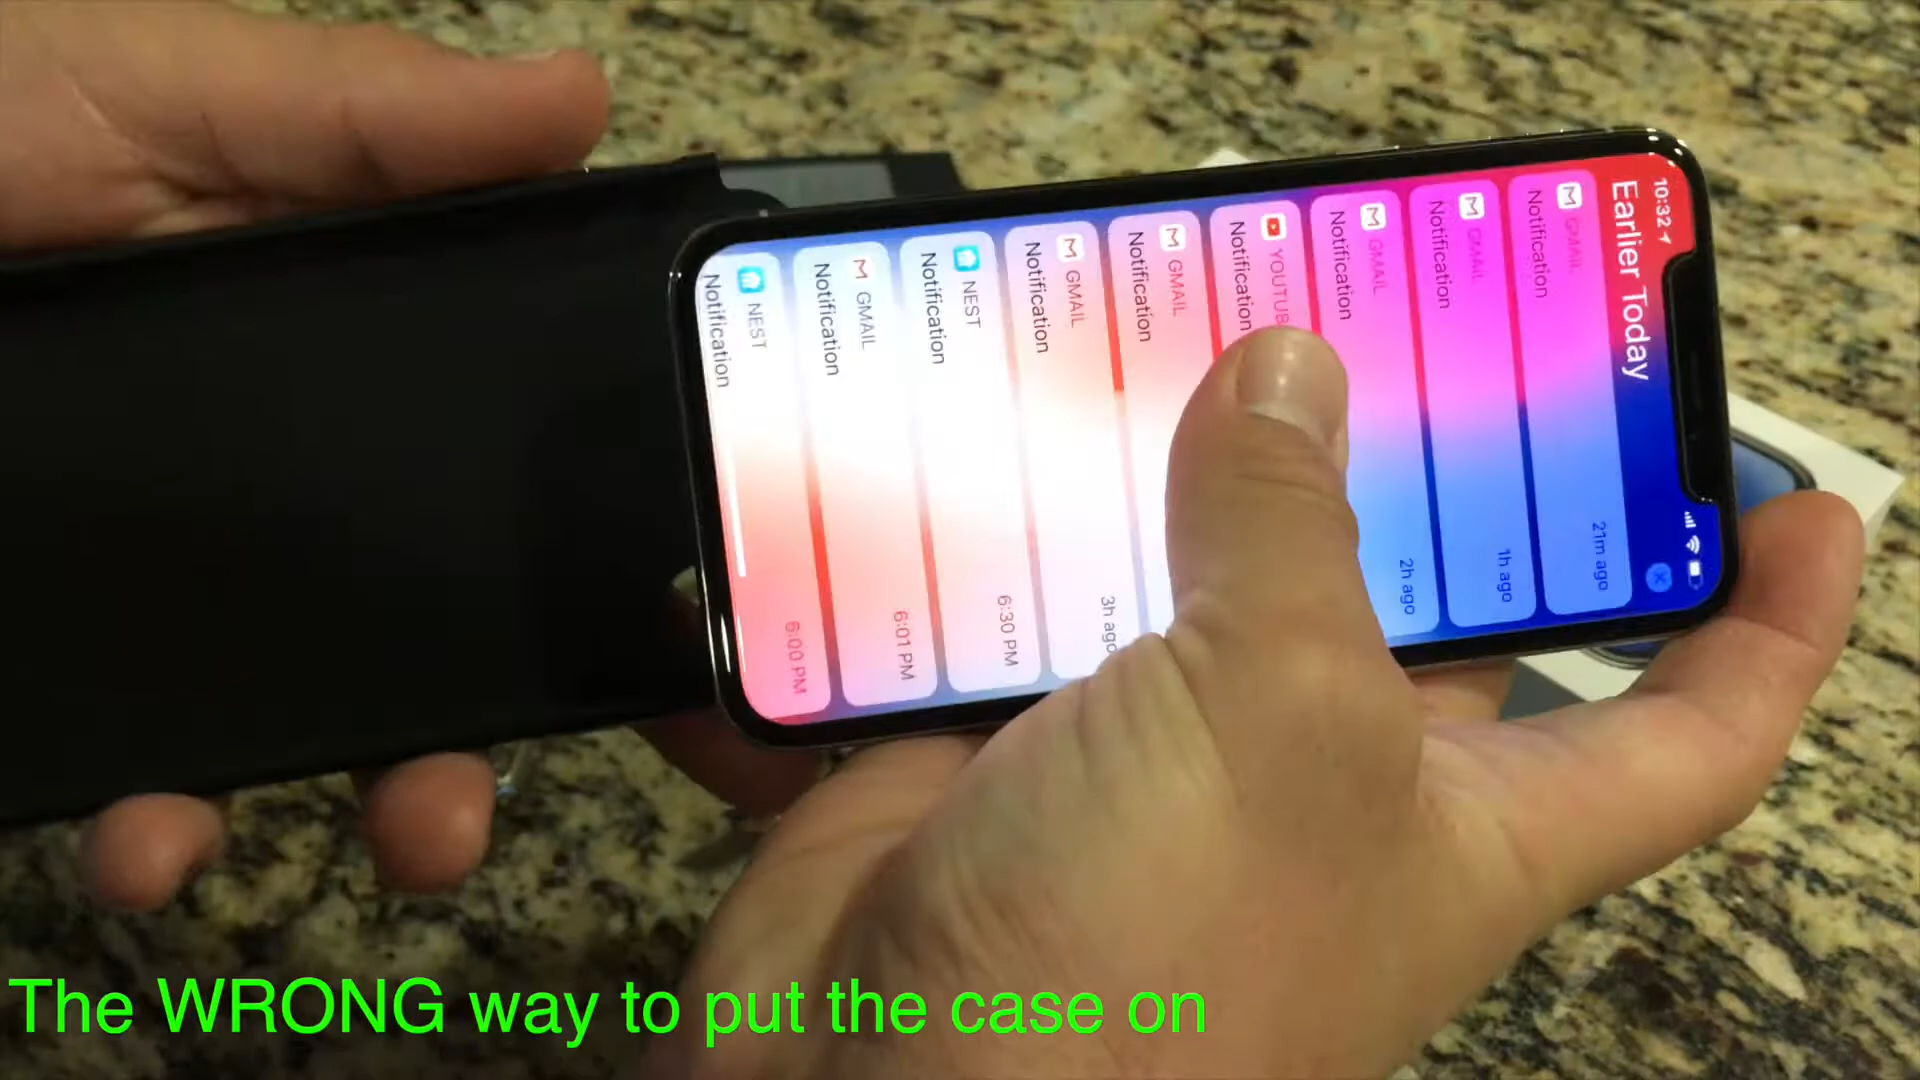 10:32
Earlier Today
GMAIL
21m ago
Notification
GMAIL
1h ago
Notification
GMAIL
2h ago
Notification
Notification
GMAIL
Notification
GMAIL
3h ago
Notification
NEST
6:30 PM
Notification
GMAIL
6:01 PM
Notification
NEST
6:00 PM
Notification
The WRONG way to put the case on